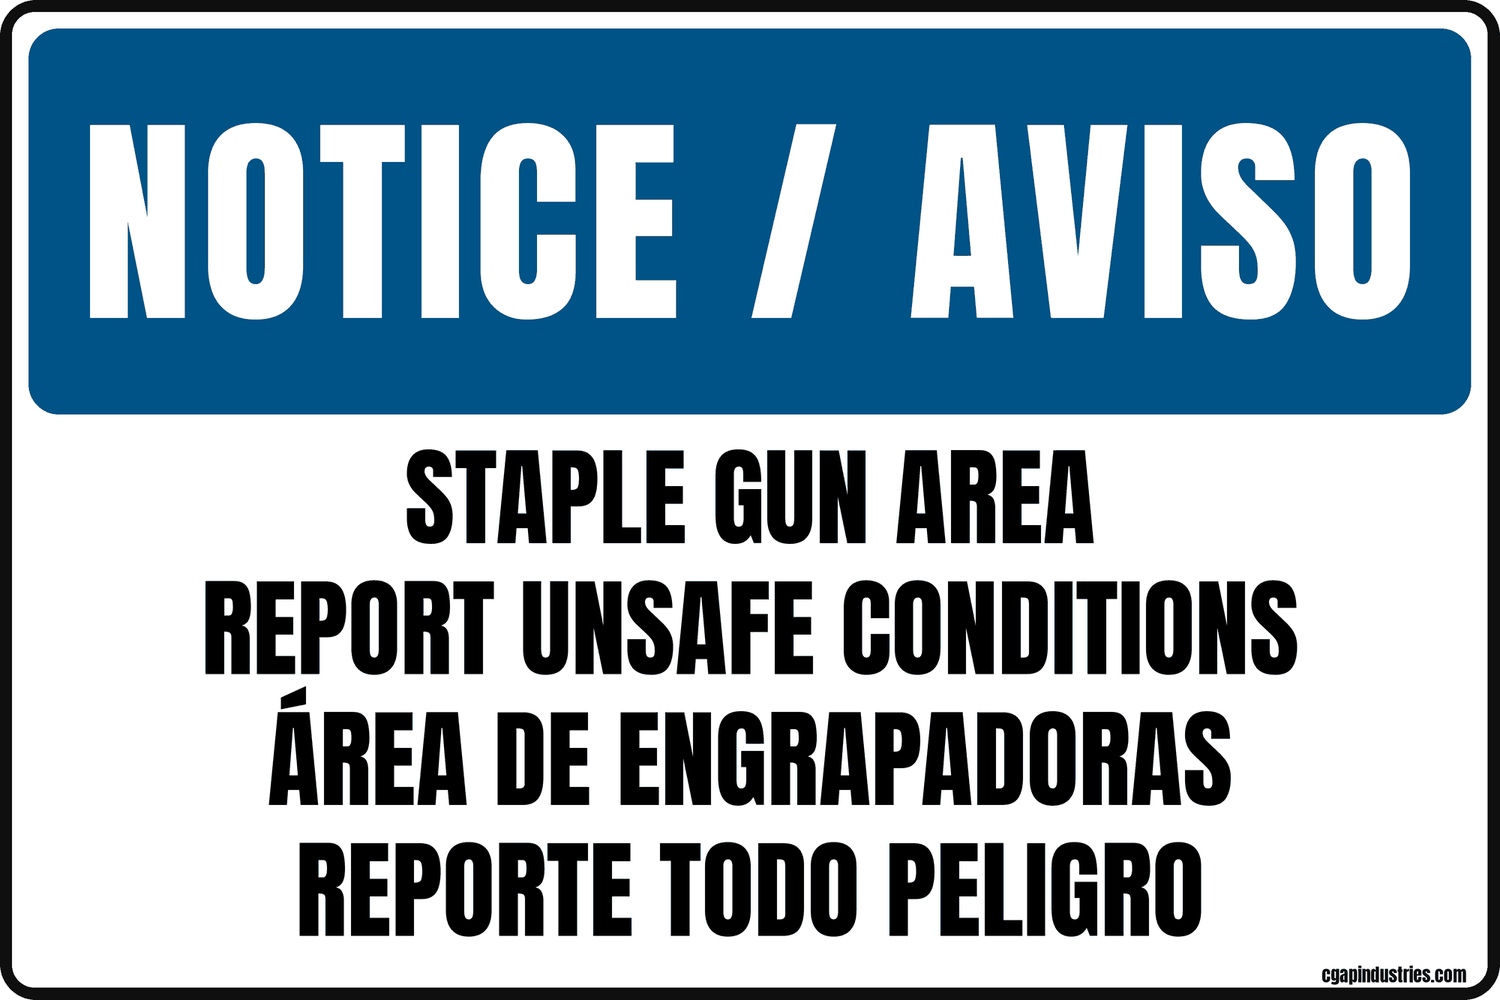 NOTICE / AVISO
STAPLE GUN AREA
REPORT UNSAFE CONDITIONS
ÁREA DE ENGRAPADORAS
REPORTE TODO PELIGRO
cgapindustries.com